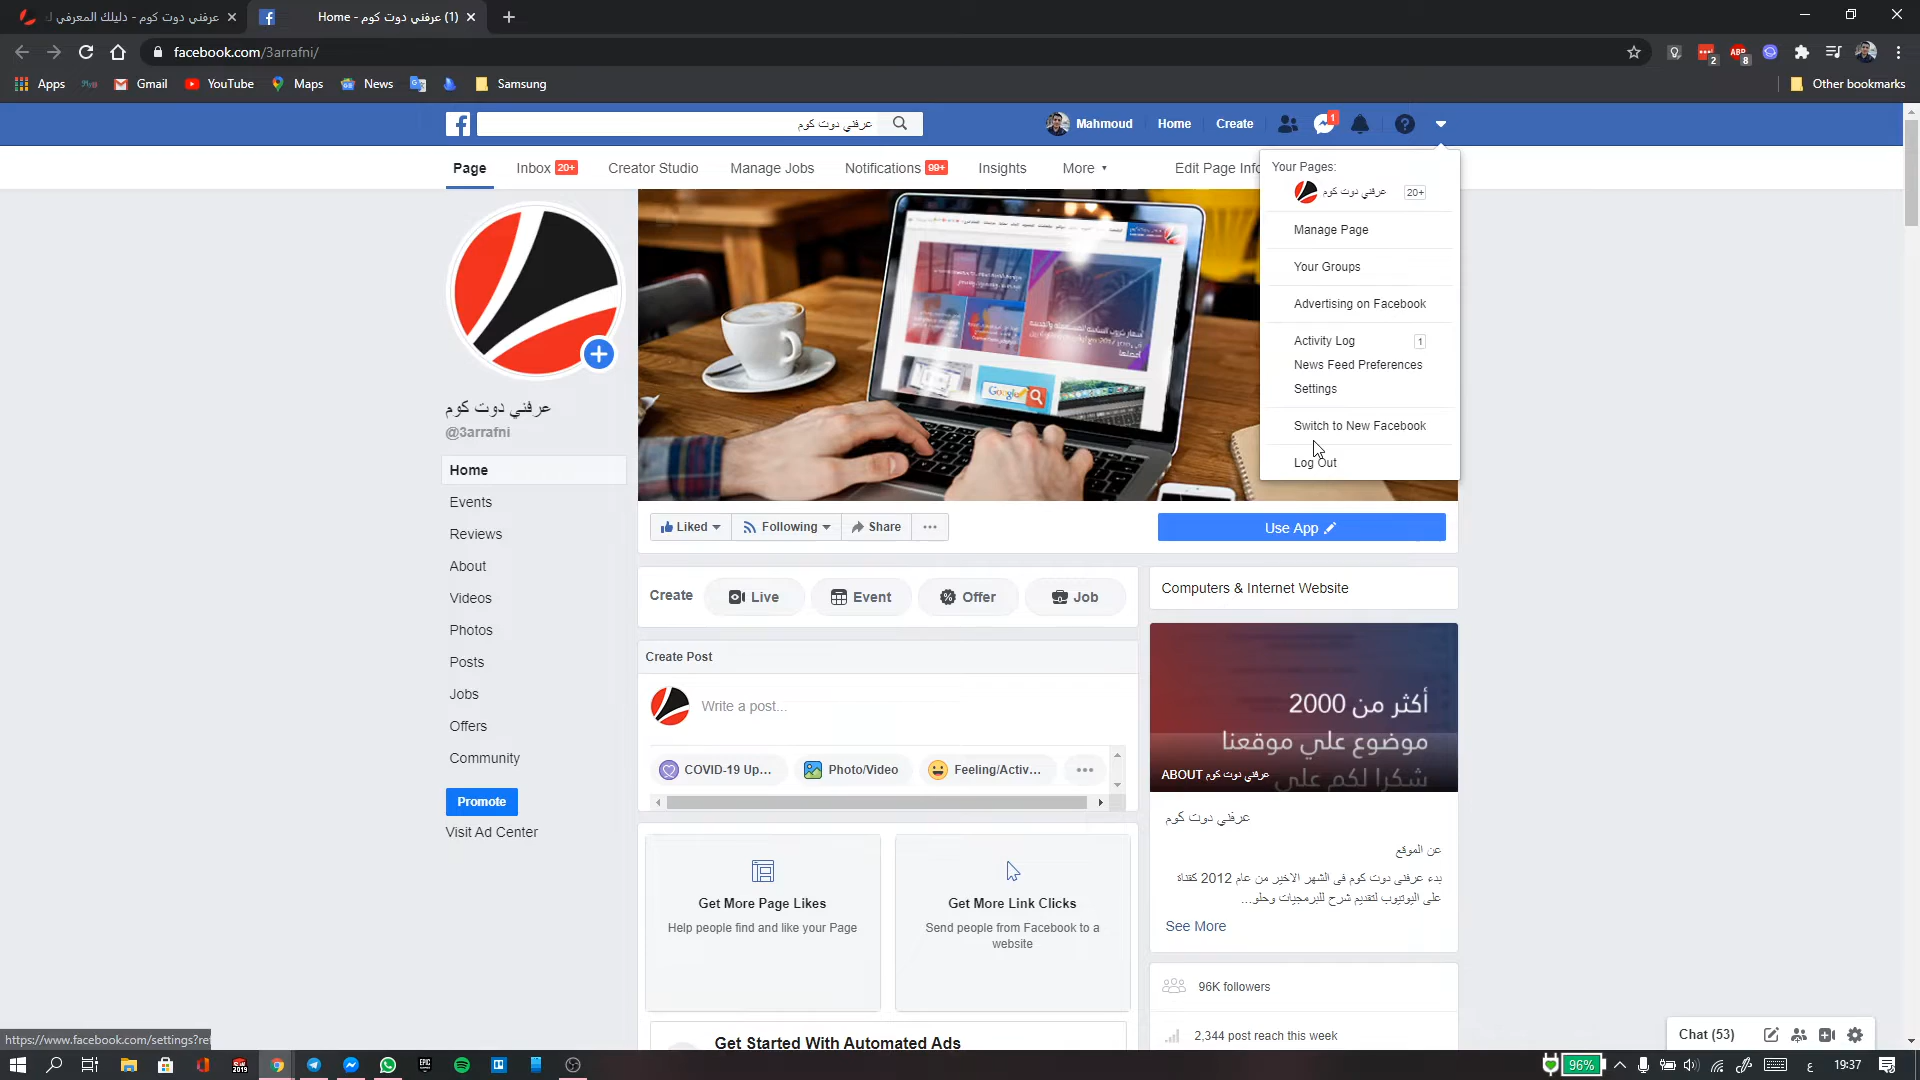 عرفني دوت كوم - دليلك المعرفي ل
(1) عرفني دوت كوم - Home
facebook.com/3arrafni/
2
8
Apps
Gmail
YouTube
Maps
News
Samsung
Other bookmarks
عرفني دوت كوم
Mahmoud
Home
Create
1
Page
Inbox 20+
Creator Studio
Manage Jobs
Notifications 99+
Insights
More
Edit Page Info
Your Pages:
عرفني دوت كوم 20+
Manage Page
Your Groups
Advertising on Facebook
Activity Log 1
News Feed Preferences
Settings
Switch to New Facebook
Log Out
Google
عرفني دوت كوم
@3arrafni
Home
Events
Reviews
About
Videos
Photos
Posts
Jobs
Offers
Community
Promote
Visit Ad Center
Liked
Following
Share
Use App
Create
Live
Event
Offer
Job
Create Post
Write a post...
COVID-19 Up...
Photo/Video
Feeling/Activ...
Get More Page Likes
Help people find and like your Page
Get More Link Clicks
Send people from Facebook to a
website
Get Started With Automated Ads
Computers & Internet Website
أكثر من 2000
موضوع علي موقعنا
شكرا لكم على
ABOUT عرفني دوت كوم
عرفني دوت كوم
عن الموقع
بدء عرفنى دوت كوم فى الشهر الاخير من عام 2012 كقناة
على اليوتيوب لتقديم شرح للبرمجيات وحلو...
See More
96K followers
2,344 post reach this week
Chat (53)
https://www.facebook.com/settings?re
96%
ع
19:37